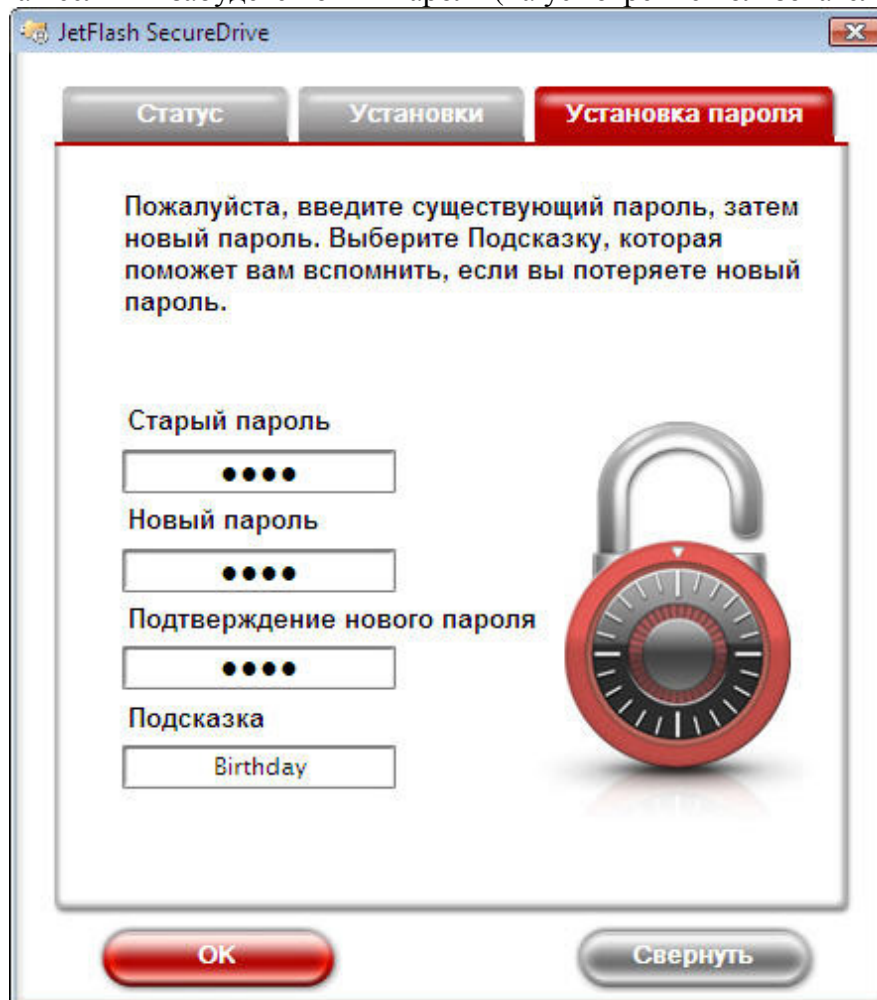 JetFlash SecureDrive
Статус
Установки
Установка пароля
Пожалуйста, введите существующий пароль, затем
новый пароль. Выберите Подсказку, которая
поможет вам вспомнить, если вы потеряете новый
пароль.
Старый пароль
●●●●
Новый пароль
●●●●
Подтверждение нового пароля
●●●●
Подсказка
Birthday
OK
Свернуть